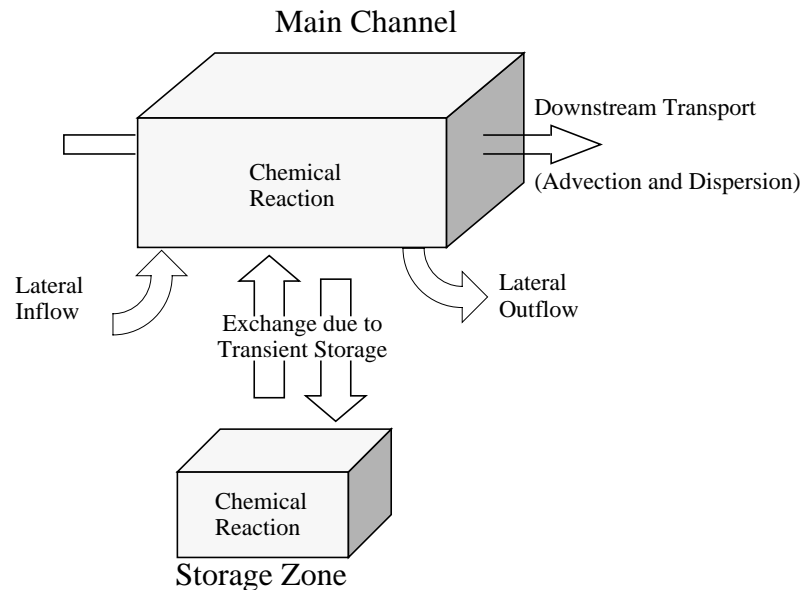 Main Channel
Downstream Transport
(Advection and Dispersion)
Chemical
Reaction
Lateral
Inflow
Lateral
Outflow
Exchange due to
Transient Storage
Chemical
Reaction
Storage Zone